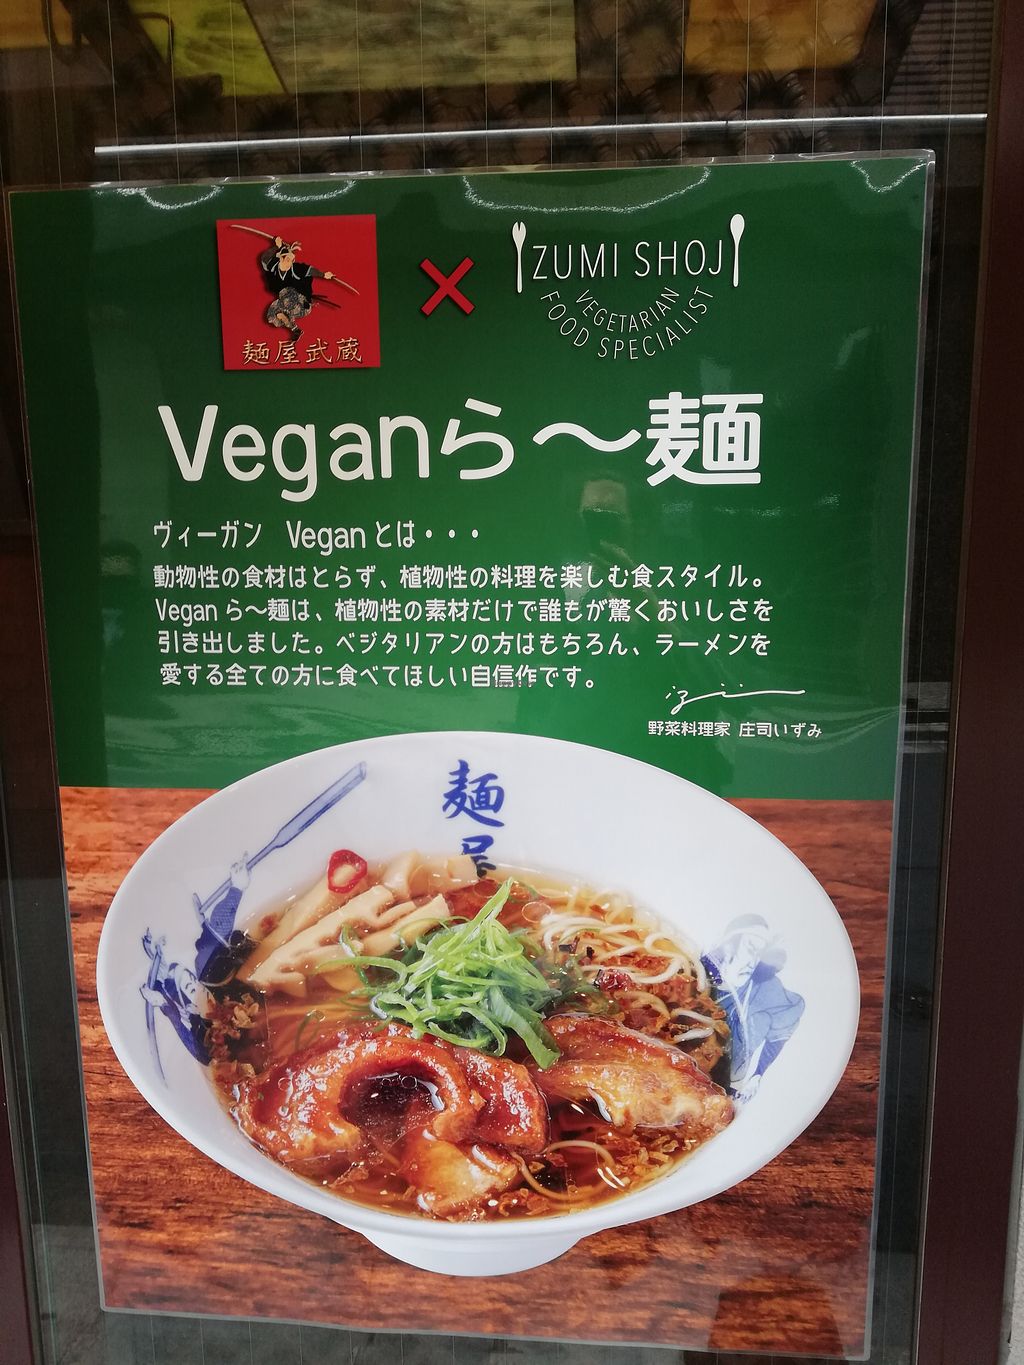 麺屋武蔵
IZUMI SHOJI
VEGETARIAN
FOOD SPECIALIST
Veganら〜麺
ヴィーガン Veganとは・・・
動物性の食材はとらず、植物性の料理を楽しむ食スタイル。
Veganら〜麺は、植物性の素材だけで誰もが驚くおいしさを
引き出しました。ベジタリアンの方はもちろん、ラーメンを
愛する全ての方に食べてほしい自信作です。
野菜料理家 庄司いずみ
麺
屋